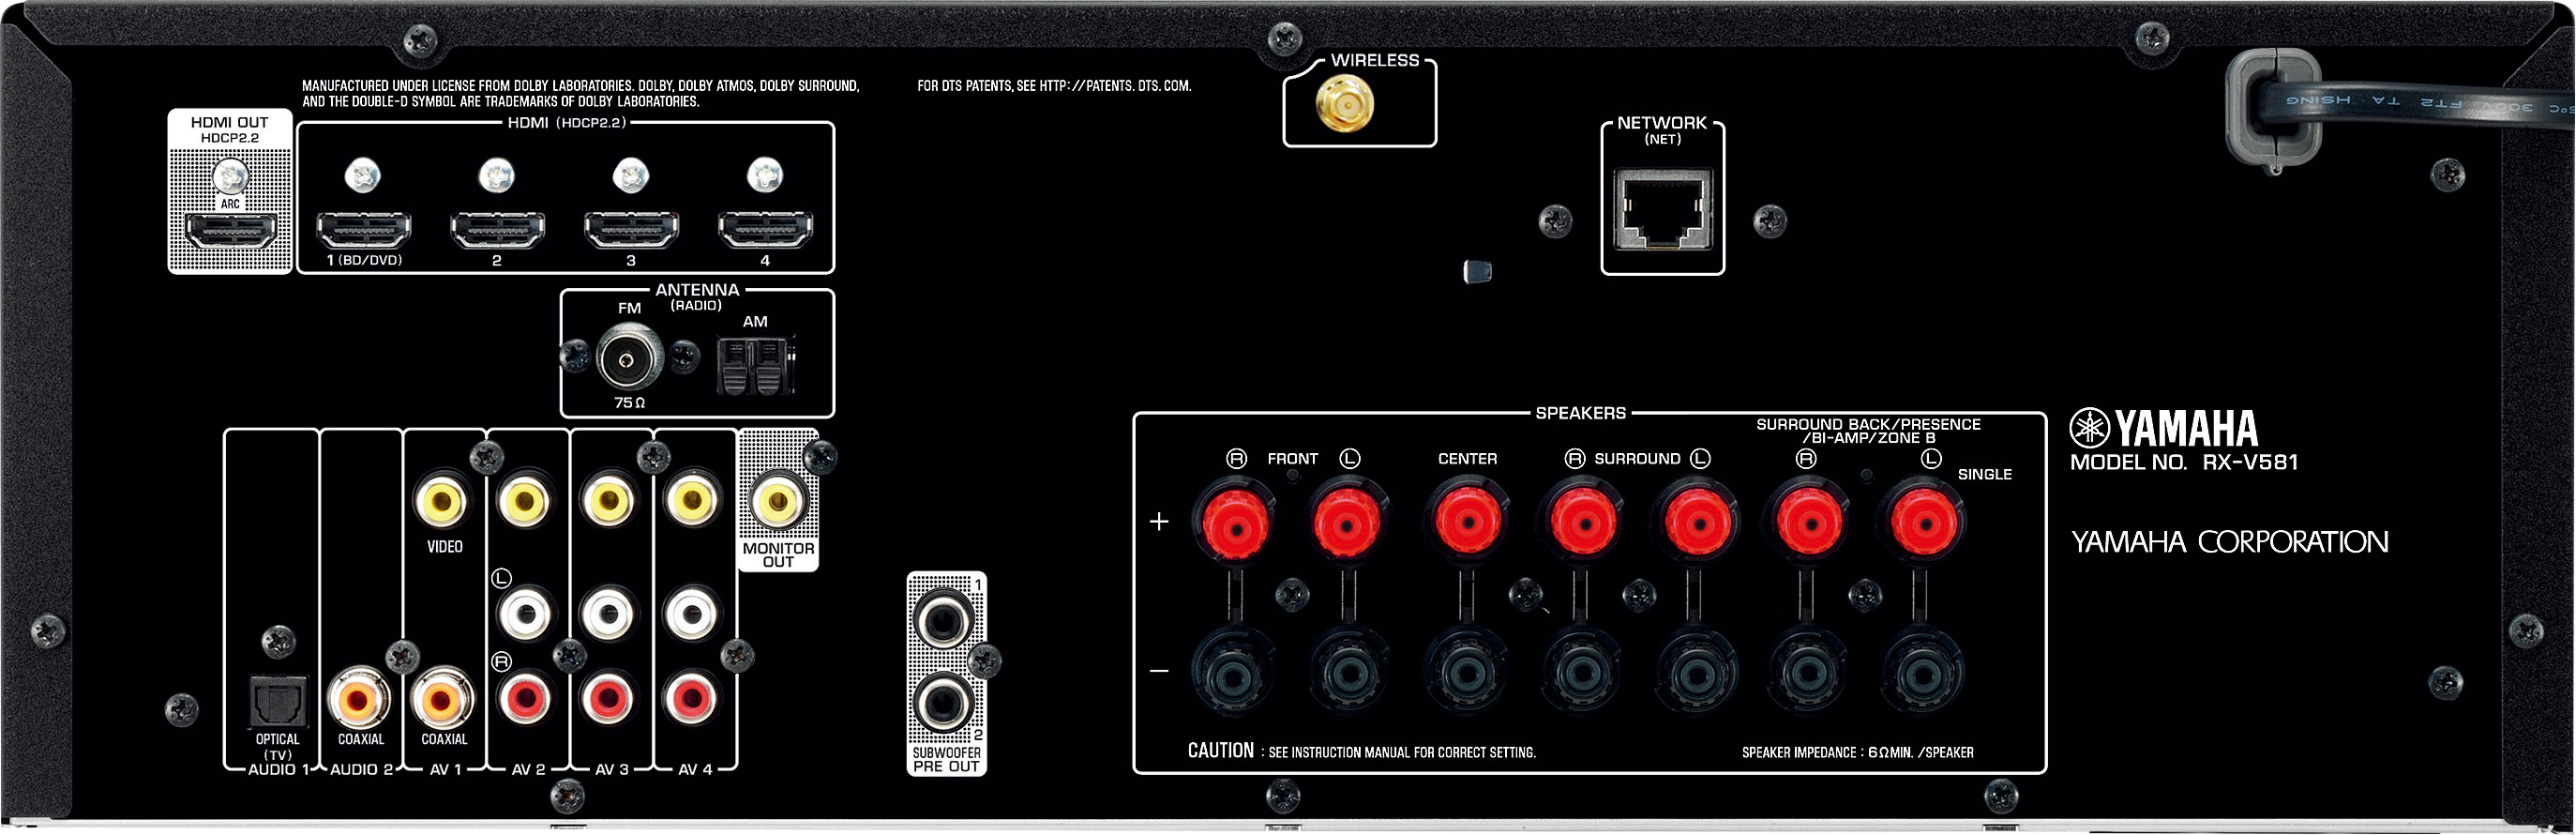 MANUFACTURED UNDER LICENSE FROM DOLBY LABORATORIES. DOLBY, DOLBY ATMOS, DOLBY SURROUND,
AND THE DOUBLE-D SYMBOL ARE TRADEMARKS OF DOLBY LABORATORIES.
FOR DTS PATENTS, SEE HTTP://PATENTS.DTS.COM.
WIRELESS
NETWORK
(NET)
FT2 VW TA HSING
300V
HDMI OUT
HDCP2.2
ARC
HDMI (HDCP2.2)
1 (BD/DVD)
2
3
4
ANTENNA
(RADIO)
FM
AM
75Ω
VIDEO
MONITOR
OUT
L
R
OPTICAL
(TV)
COAXIAL
COAXIAL
AUDIO 1
AUDIO 2
AV 1
AV 2
AV 3
AV 4
1
2
SUBWOOFER
PRE OUT
SPEAKERS
SURROUND BACK/PRESENCE
/BI-AMP/ZONE B
R FRONT L
CENTER
R SURROUND L
R
L
SINGLE
+
−
CAUTION : SEE INSTRUCTION MANUAL FOR CORRECT SETTING.
SPEAKER IMPEDANCE : 6ΩMIN. /SPEAKER
YAMAHA
MODEL NO. RX-V581
YAMAHA CORPORATION